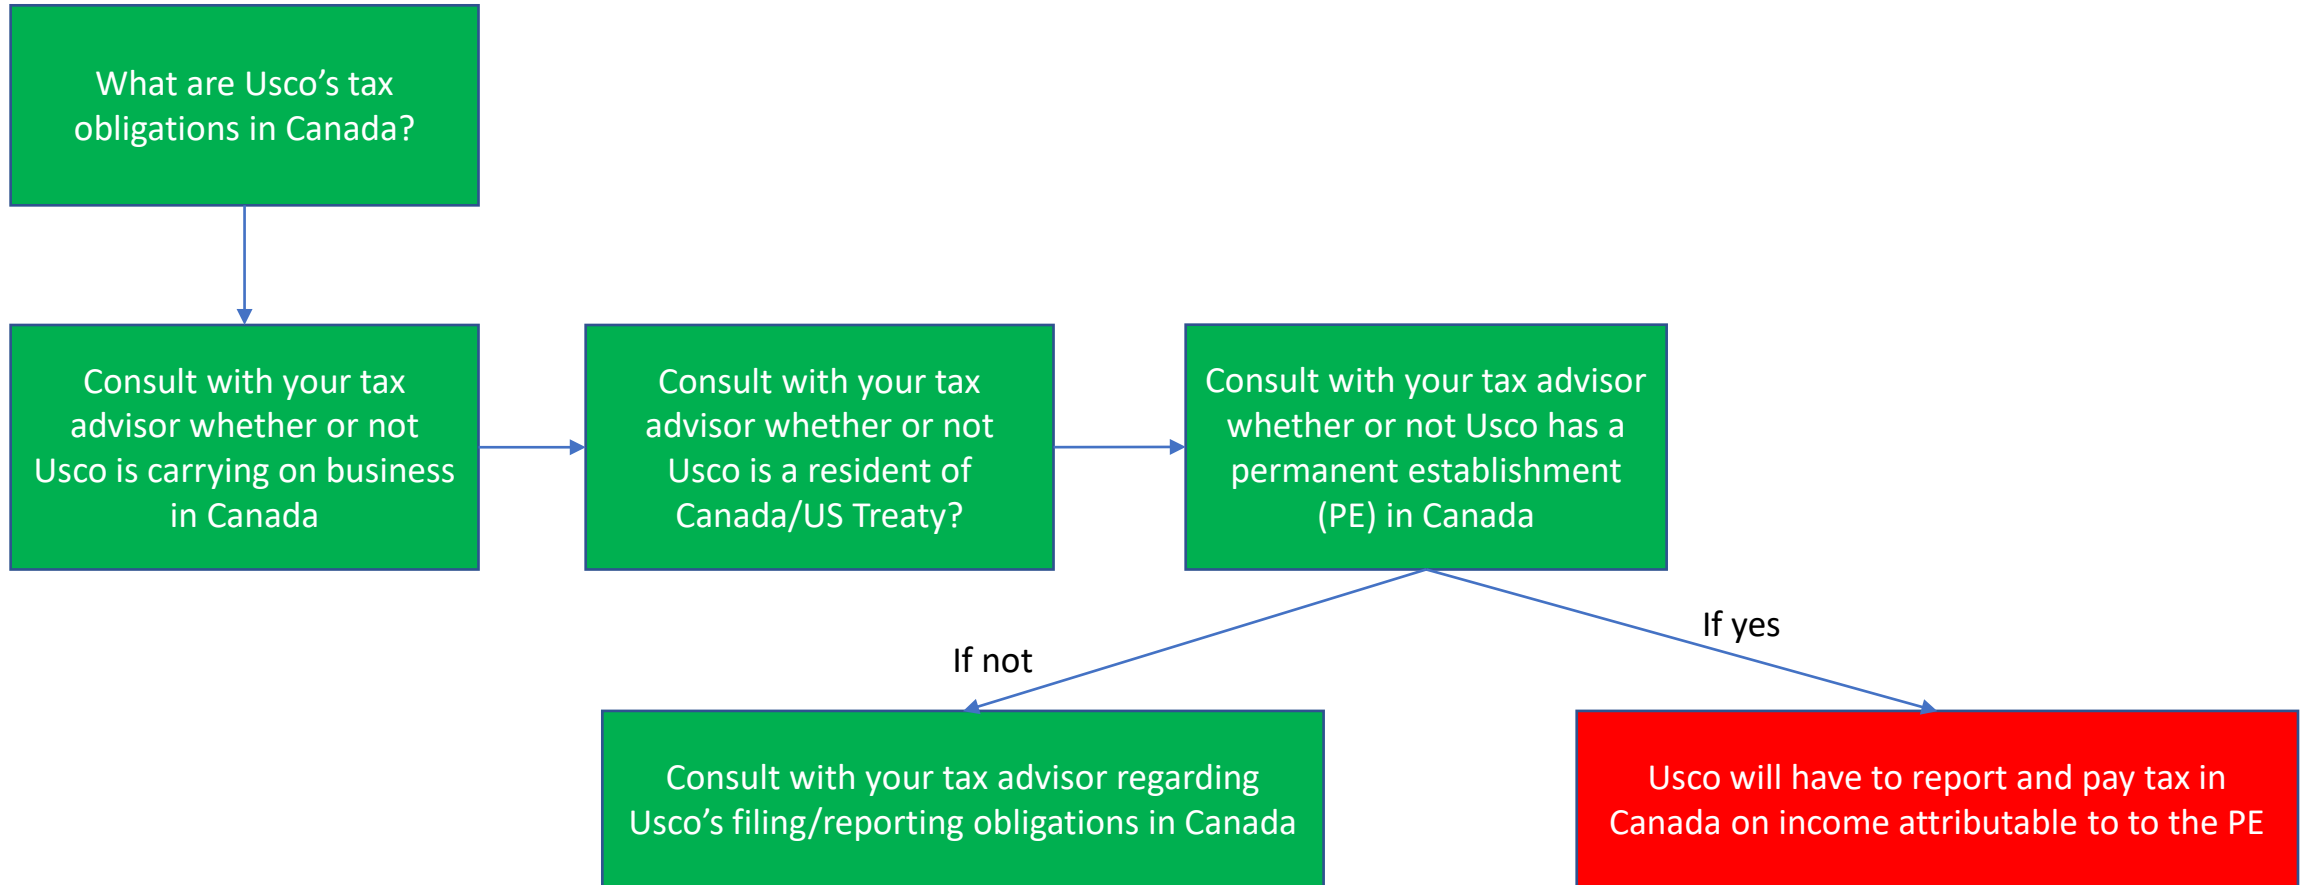 What are Usco’s tax
obligations in Canada?
Consult with your tax
advisor whether or not
Usco is carrying on business
in Canada
Consult with your tax
advisor whether or not
Usco is a resident of
Canada/US Treaty?
Consult with your tax advisor
whether or not Usco has a
permanent establishment
(PE) in Canada
If not
If yes
Consult with your tax advisor regarding
Usco’s filing/reporting obligations in Canada
Usco will have to report and pay tax in
Canada on income attributable to to the PE